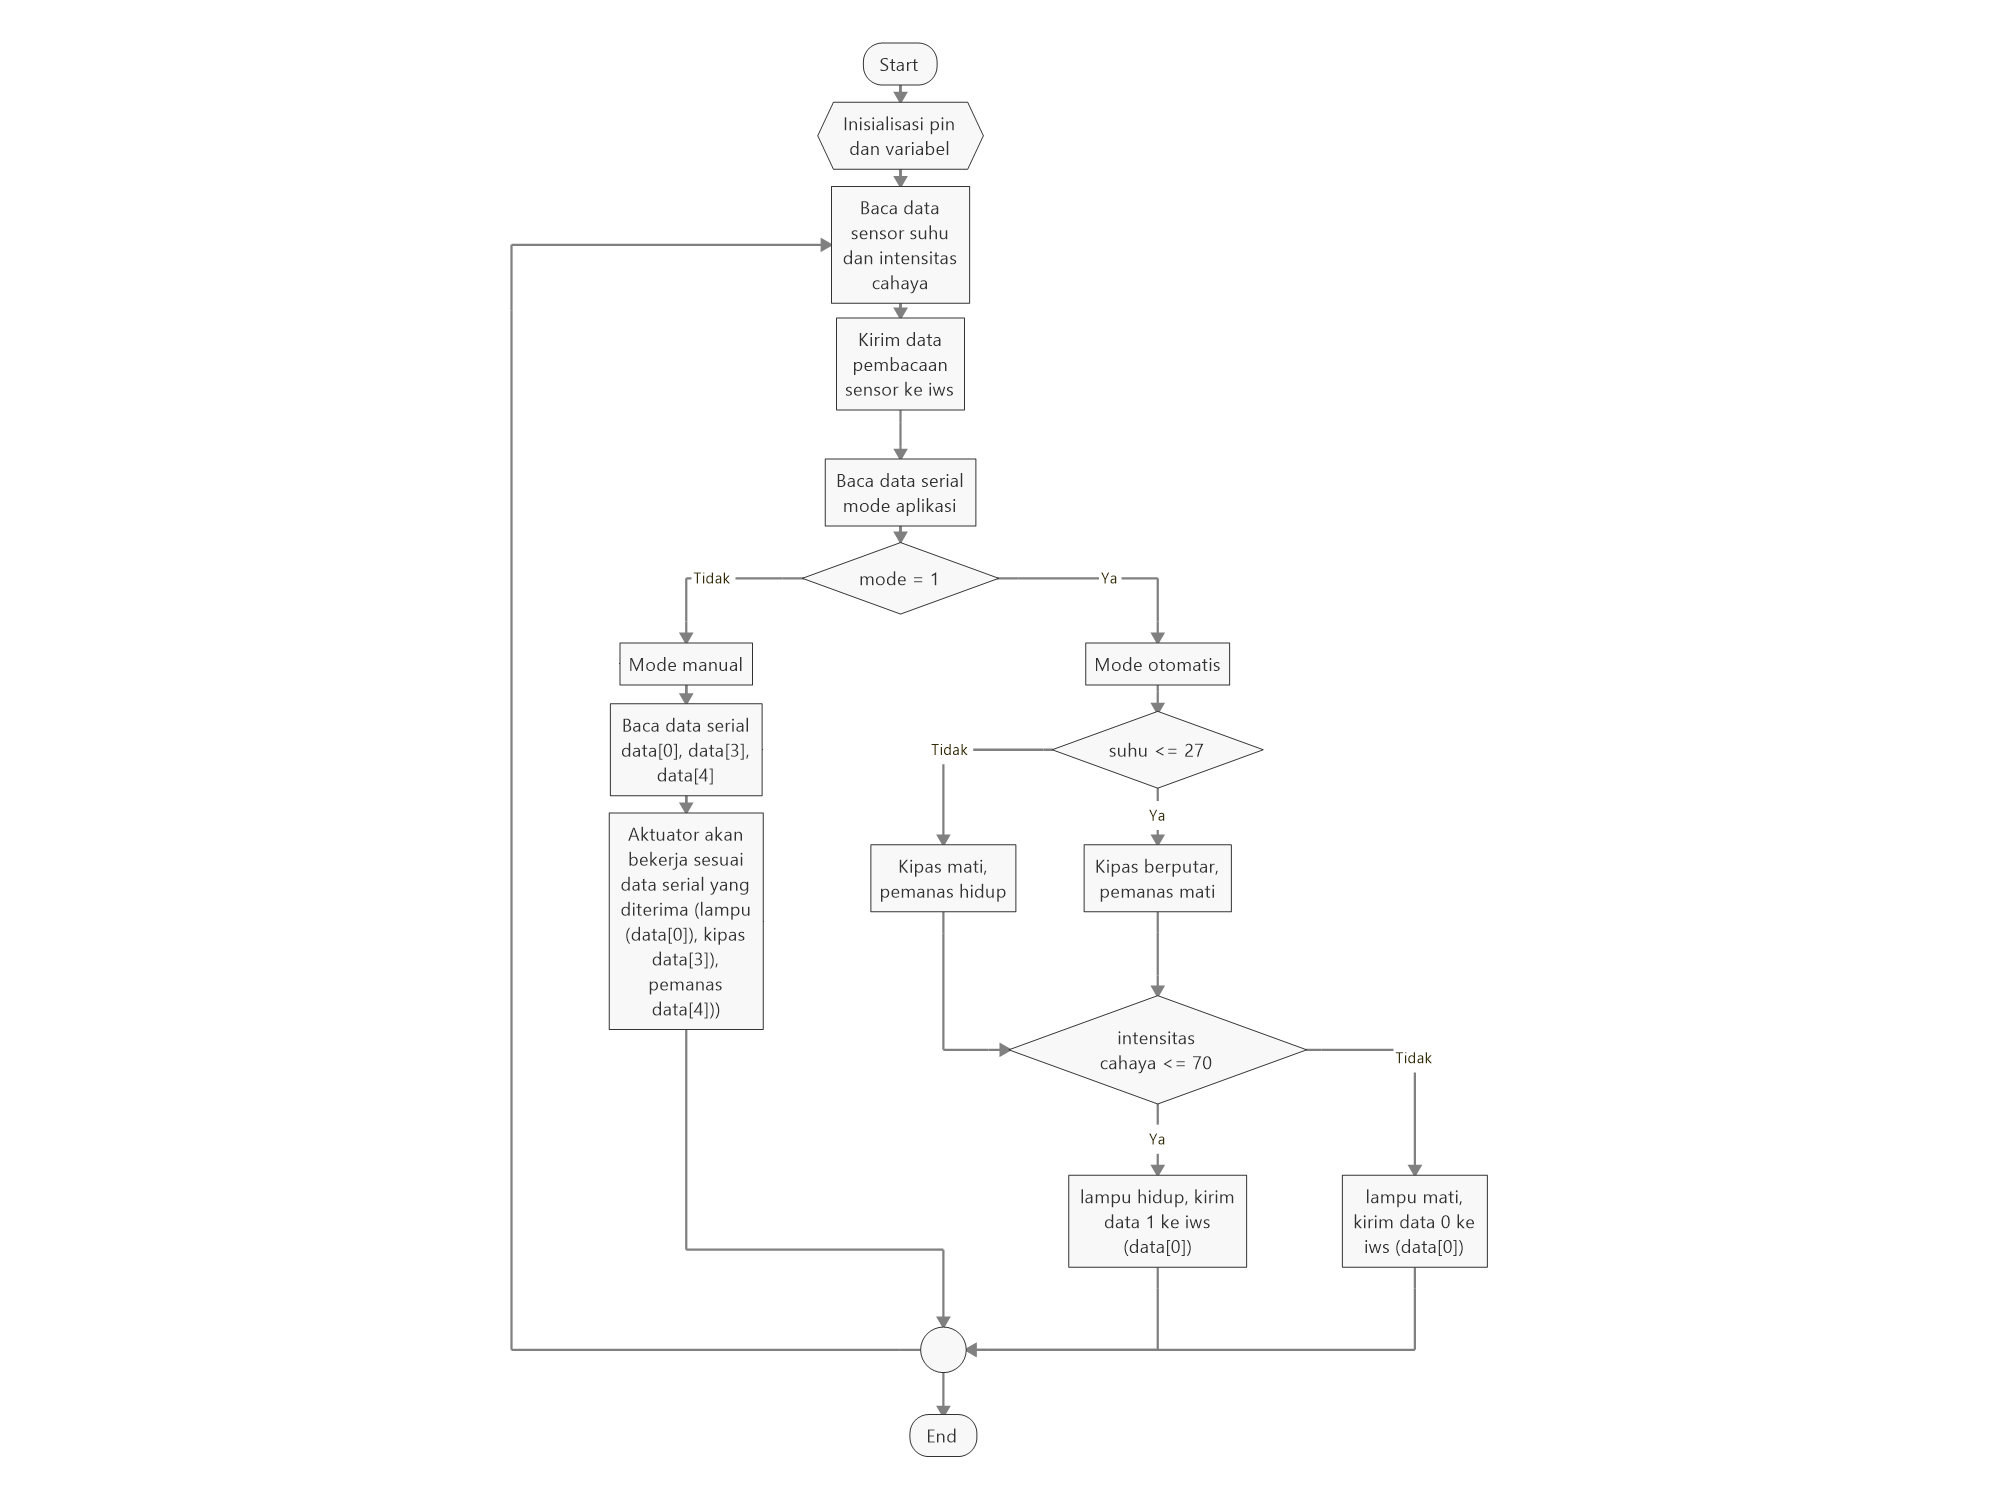 Start
Inisialisasi pin
dan variabel
Baca data
sensor suhu
dan intensitas
cahaya
Kirim data
pembacaan
sensor ke iws
Baca data serial
mode aplikasi
mode = 1
Tidak
Ya
Mode manual
Baca data serial
data[0], data[3],
data[4]
Aktuator akan
bekerja sesuai
data serial yang
diterima (lampu
(data[0]), kipas
data[3]),
pemanas
data[4]))
Mode otomatis
suhu <= 27
Tidak
Ya
Kipas mati,
pemanas hidup
Kipas berputar,
pemanas mati
intensitas
cahaya <= 70
Tidak
Ya
lampu hidup, kirim
data 1 ke iws
(data[0])
lampu mati,
kirim data 0 ke
iws (data[0])
End